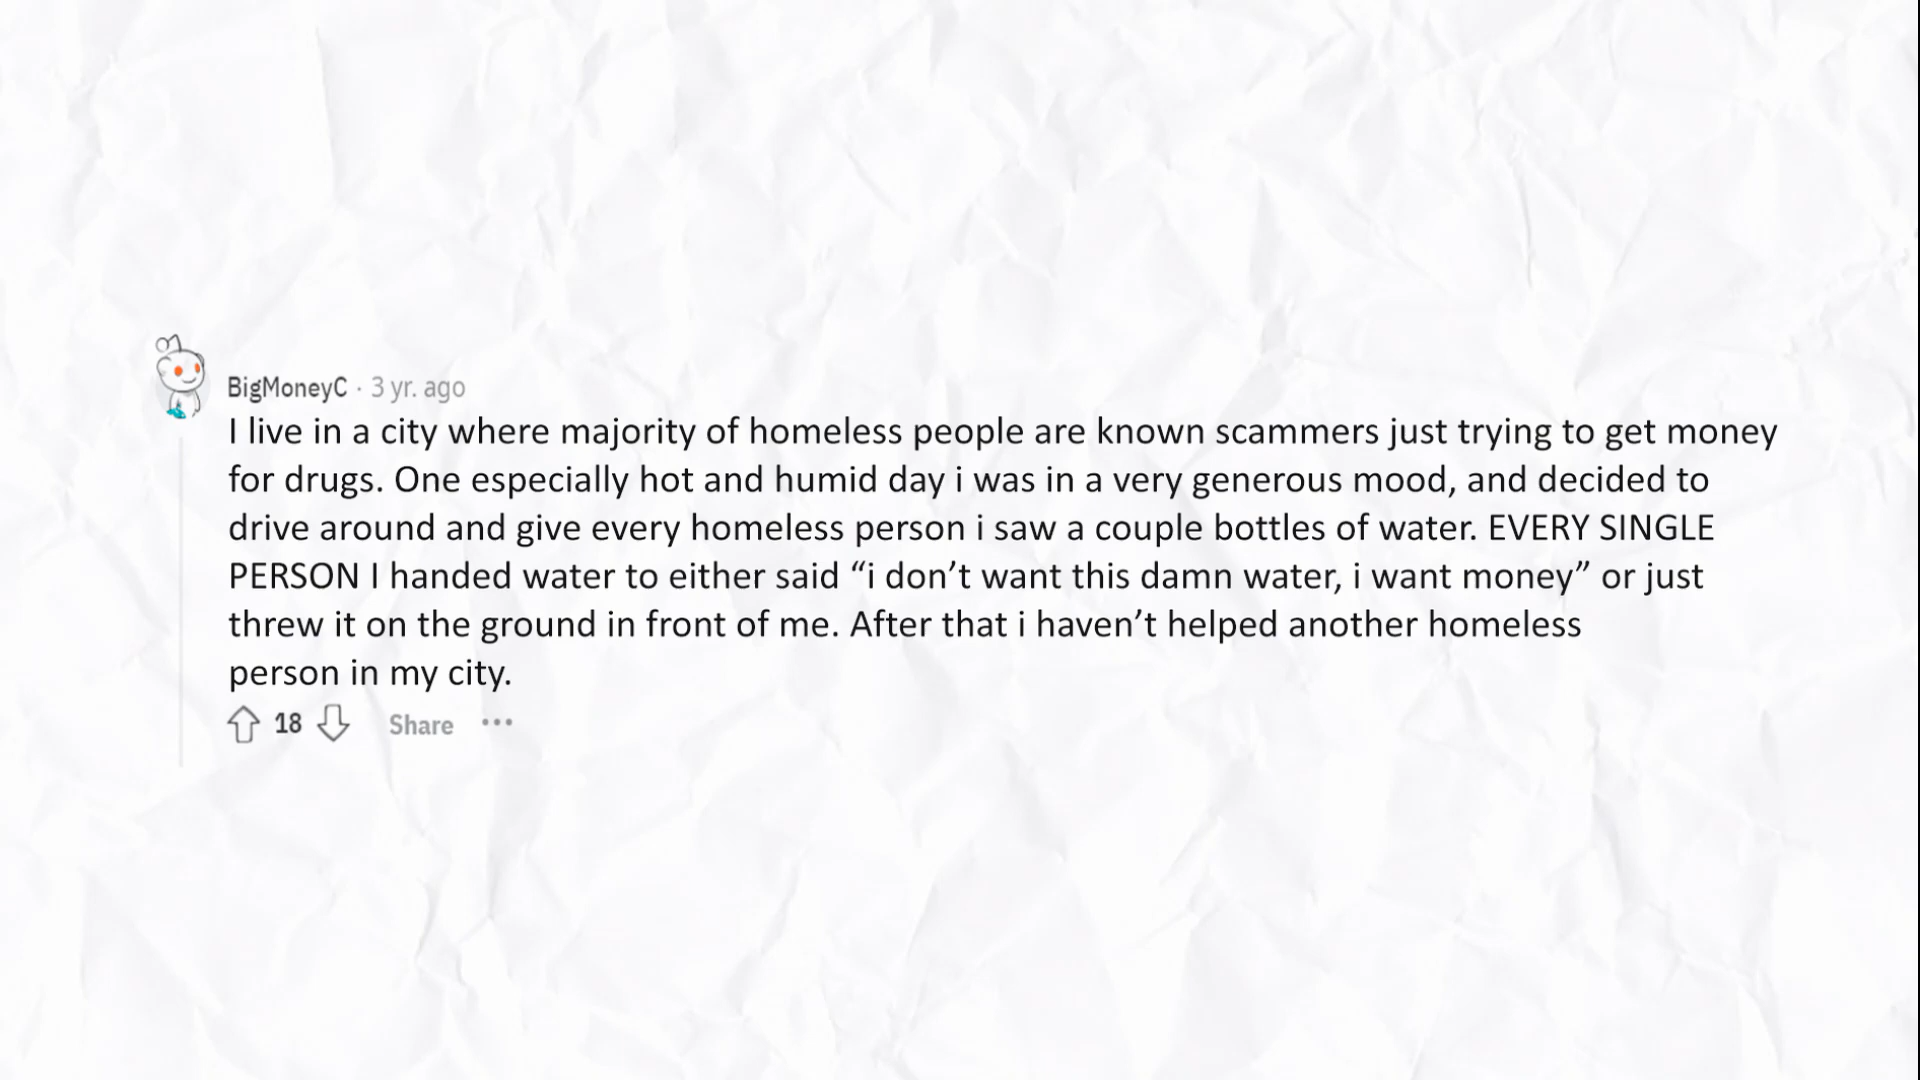 BigMoneyC · 3 yr. ago
I live in a city where majority of homeless people are known scammers just trying to get money
for drugs. One especially hot and humid day i was in a very generous mood, and decided to
drive around and give every homeless person i saw a couple bottles of water. EVERY SINGLE
PERSON I handed water to either said “i don’t want this damn water, i want money” or just
threw it on the ground in front of me. After that i haven’t helped another homeless
person in my city.
18 Share ···